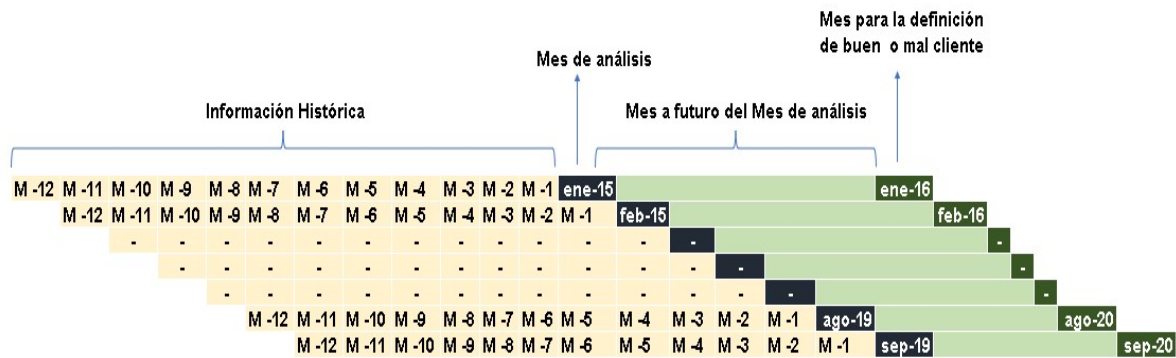 Mes para la definición
de buen o mal cliente
Mes de análisis
Información Histórica
Mes a futuro del Mes de análisis
M -12 M -11 M -10 M -9 M -8 M -7 M -6 M -5 M -4 M -3 M -2 M -1 ene-15 ene-16
M -12 M -11 M -10 M -9 M -8 M -7 M -6 M -5 M -4 M -3 M -2 M -1 feb-15 feb-16
- - - - - - - - - - - - - -
- - - - - - - - - - - - - -
- - - - - - - - - - - - - -
M -12 M -11 M -10 M -9 M -8 M -7 M -6 M -5 M -4 M -3 M -2 M -1 ago-19 ago-20
M -12 M -11 M -10 M -9 M -8 M -7 M -6 M -5 M -4 M -3 M -2 M -1 sep-19 sep-20